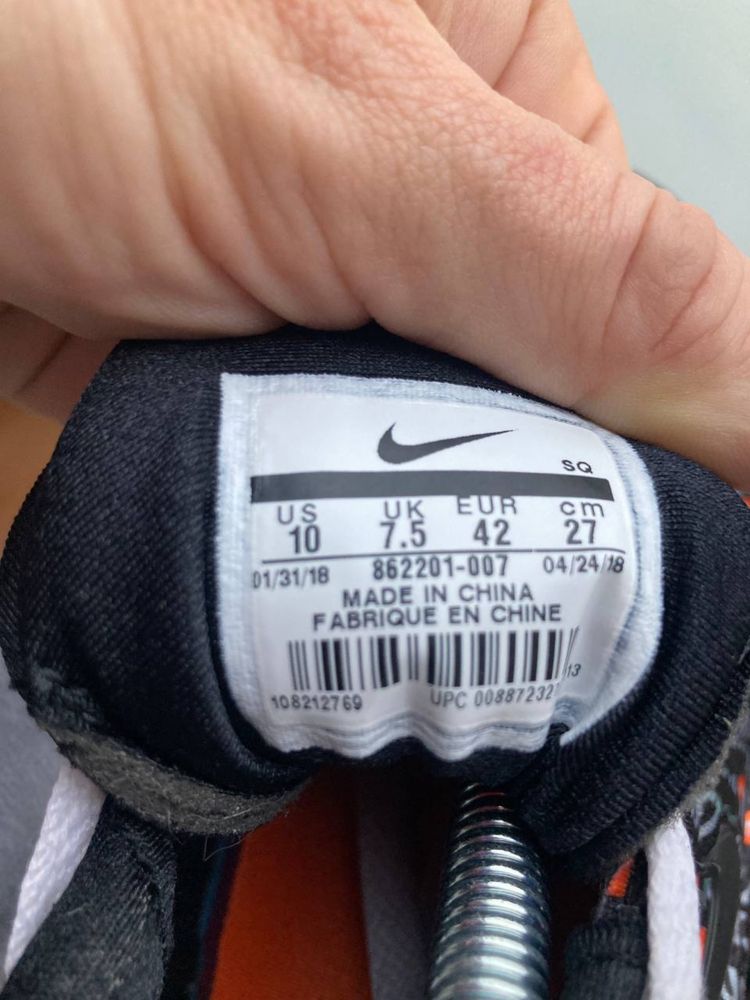 SQ
US UK EUR cm
10 7.5 42 27
01/31/18 862201-007 04/24/18
MADE IN CHINA
FABRIQUE EN CHINE
108212769 UPC 00887232 13